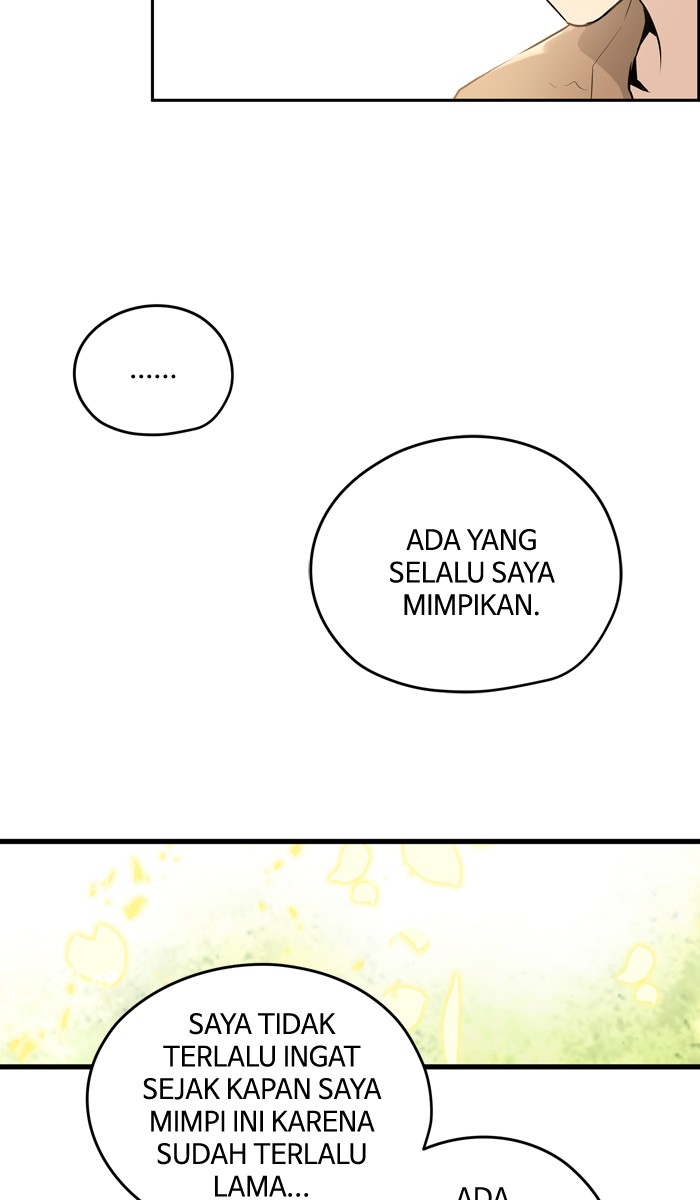 ......
ADA YANG
SELALU SAYA
MIMPIKAN.
SAYA TIDAK
TERLALU INGAT
SEJAK KAPAN SAYA
MIMPI INI KARENA
SUDAH TERLALU
LAMA...
ADA